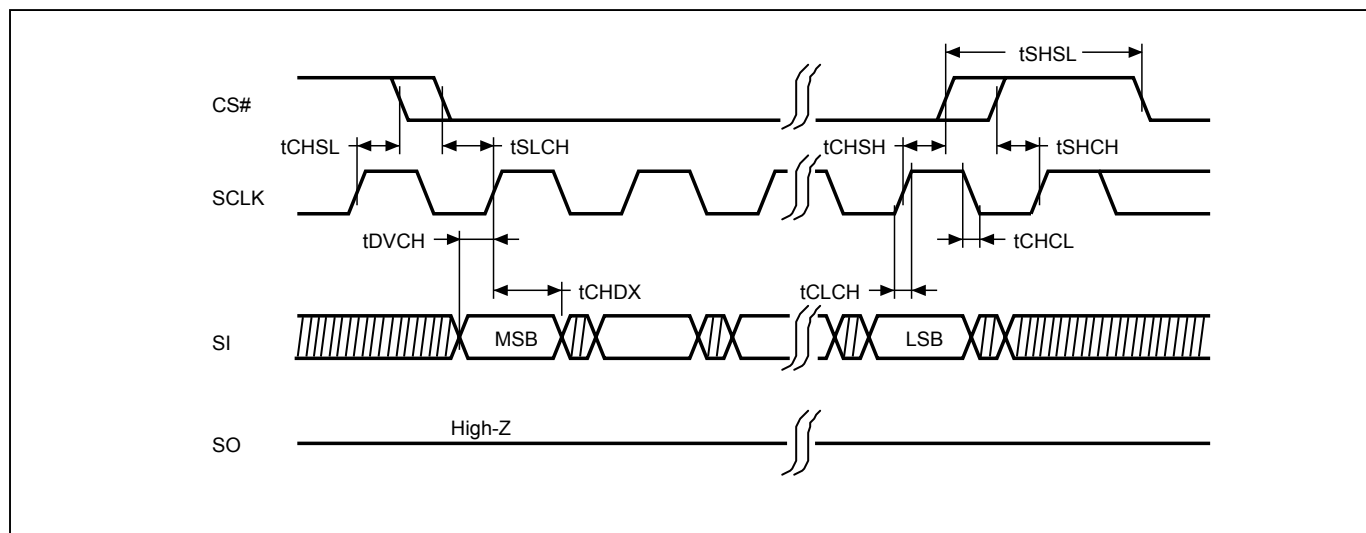 tSHSL
CS#
tCHSL
tSLCH
tCHSH
tSHCH
SCLK
tDVCH
tCHCL
tCHDX
tCLCH
SI
MSB
LSB
High-Z
SO